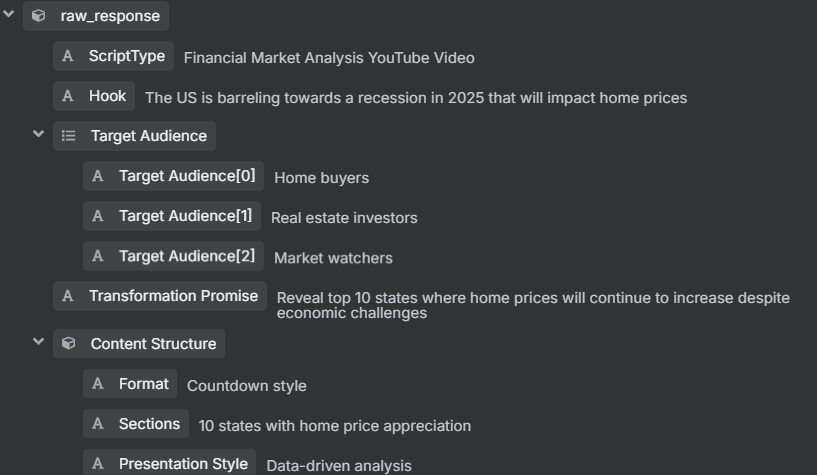 raw_response
A ScriptType Financial Market Analysis YouTube Video
A Hook The US is barreling towards a recession in 2025 that will impact home prices
Target Audience
A Target Audience[0] Home buyers
A Target Audience[1] Real estate investors
A Target Audience[2] Market watchers
A Transformation Promise Reveal top 10 states where home prices will continue to increase despite
economic challenges
Content Structure
A Format Countdown style
A Sections 10 states with home price appreciation
A Presentation Style Data-driven analysis